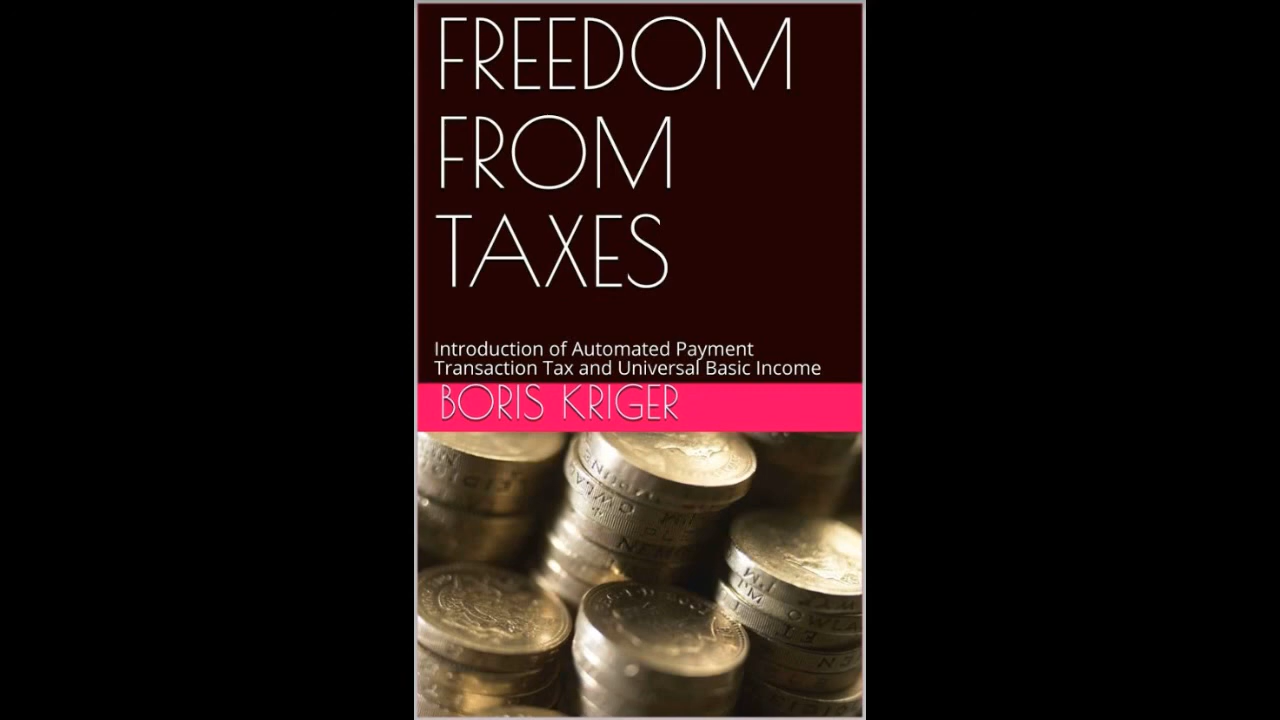 FREEDOM
FROM
TAXES
Introduction of Automated Payment
Transaction Tax and Universal Basic Income
BORIS KRIGER